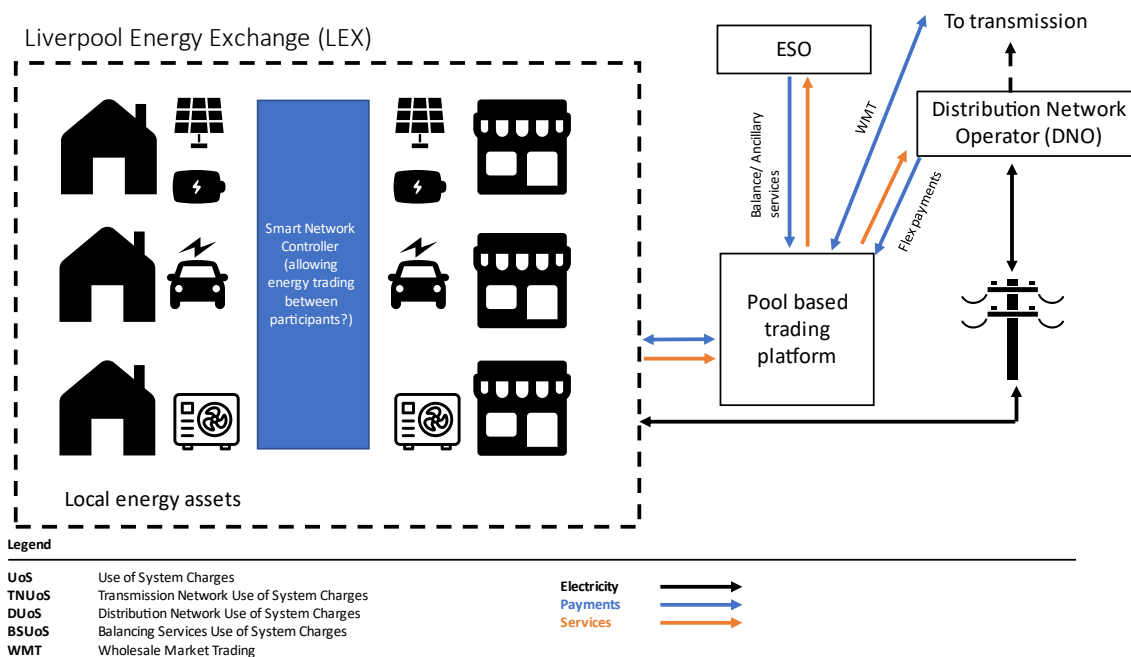 Liverpool Energy Exchange (LEX)
To transmission
ESO
Distribution Network
Operator (DNO)
WMT
Balance/ Ancillary
services
Flex payments
Smart Network
Controller
(allowing
energy trading
between
participants?)
Pool based
trading
platform
Local energy assets
Legend
UoS Use of System Charges
TNUoS Transmission Network Use of System Charges
DUoS Distribution Network Use of System Charges
BSUoS Balancing Services Use of System Charges
WMT Wholesale Market Trading
Electricity
Payments
Services